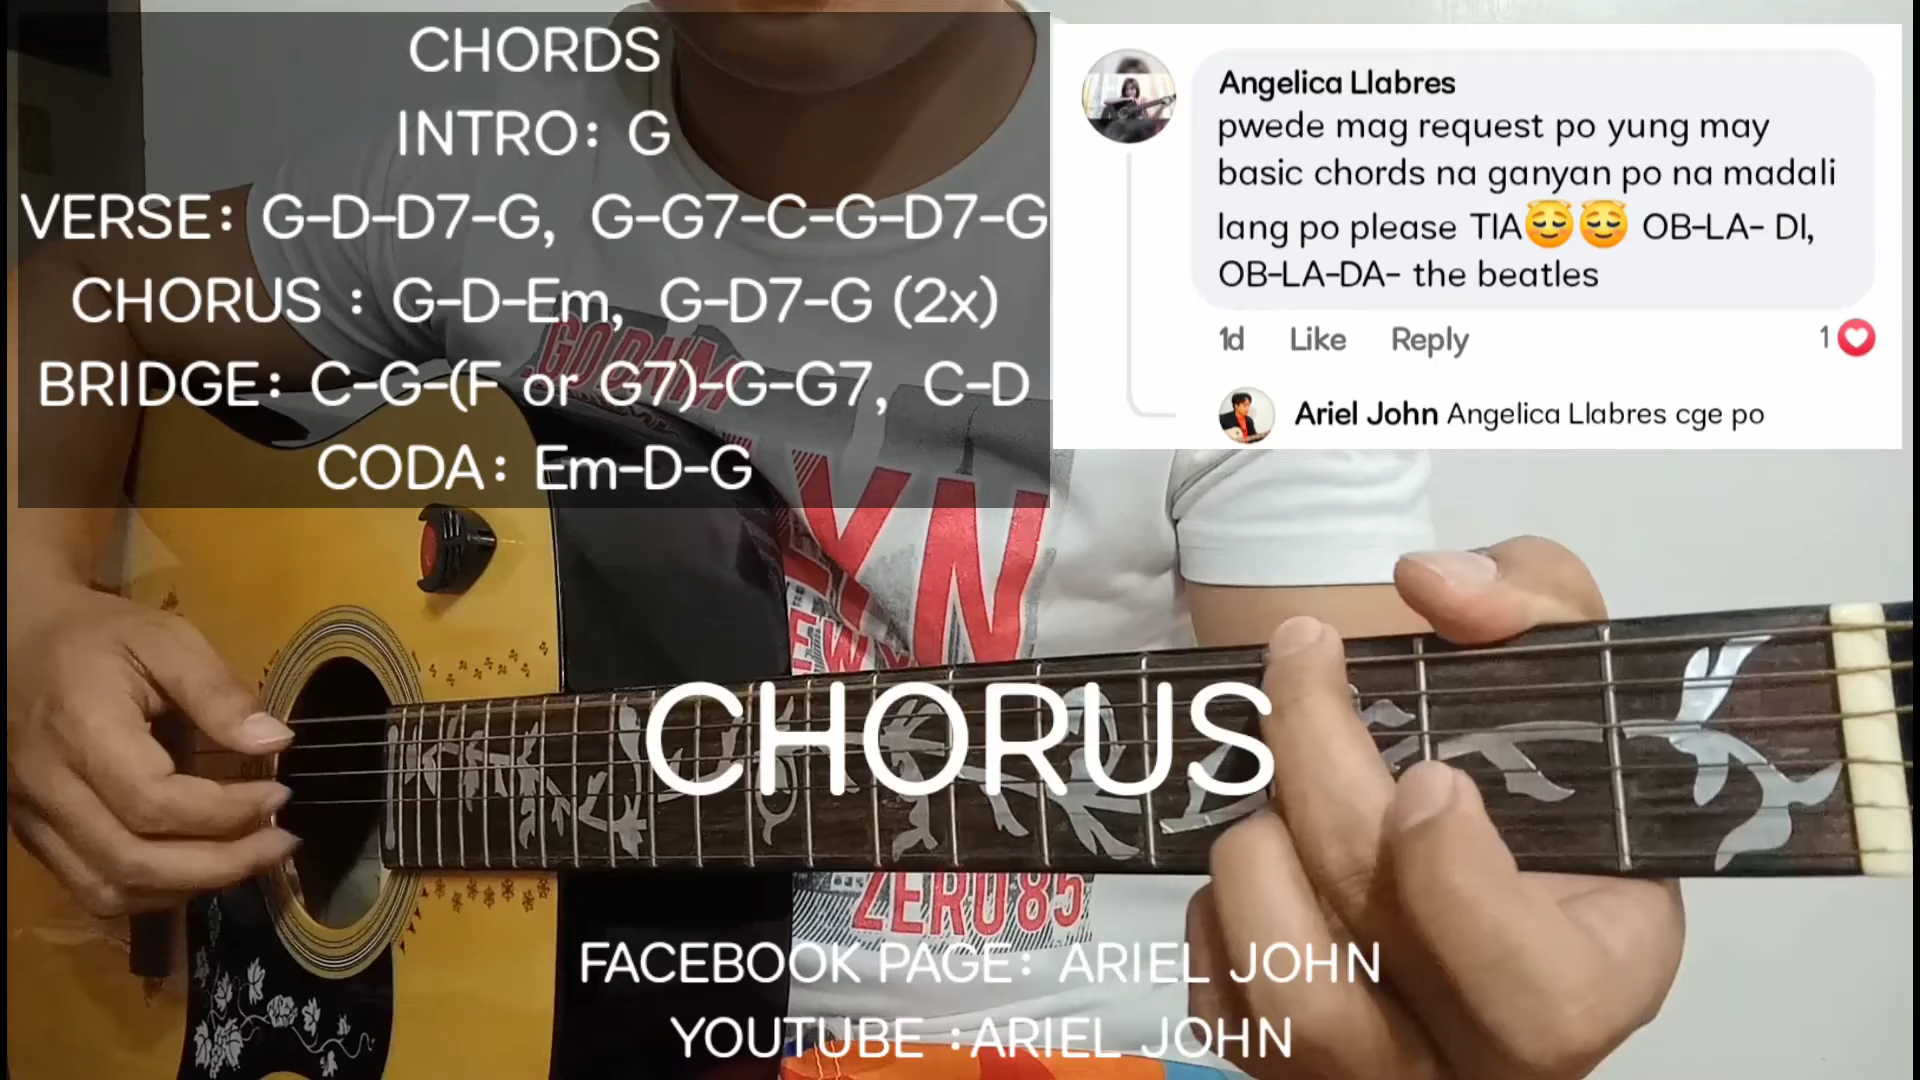 CHORDS
INTRO: G
VERSE: G-D-D7-G, G-G7-C-G-D7-G
CHORUS : G-D-Em, G-D7-G (2x)
BRIDGE: C-G-(F or G7)-G-G7, C-D
CODA: Em-D-G
Angelica Llabres
pwede mag request po yung may
basic chords na ganyan po na madali
lang po please TIA😇😇 OB-LA- DI,
OB-LA-DA- the beatles
1d Like Reply 1
Ariel John Angelica Llabres cge po
CHORUS
ZERO85
FACEBOOK PAGE: ARIEL JOHN
YOUTUBE :ARIEL JOHN